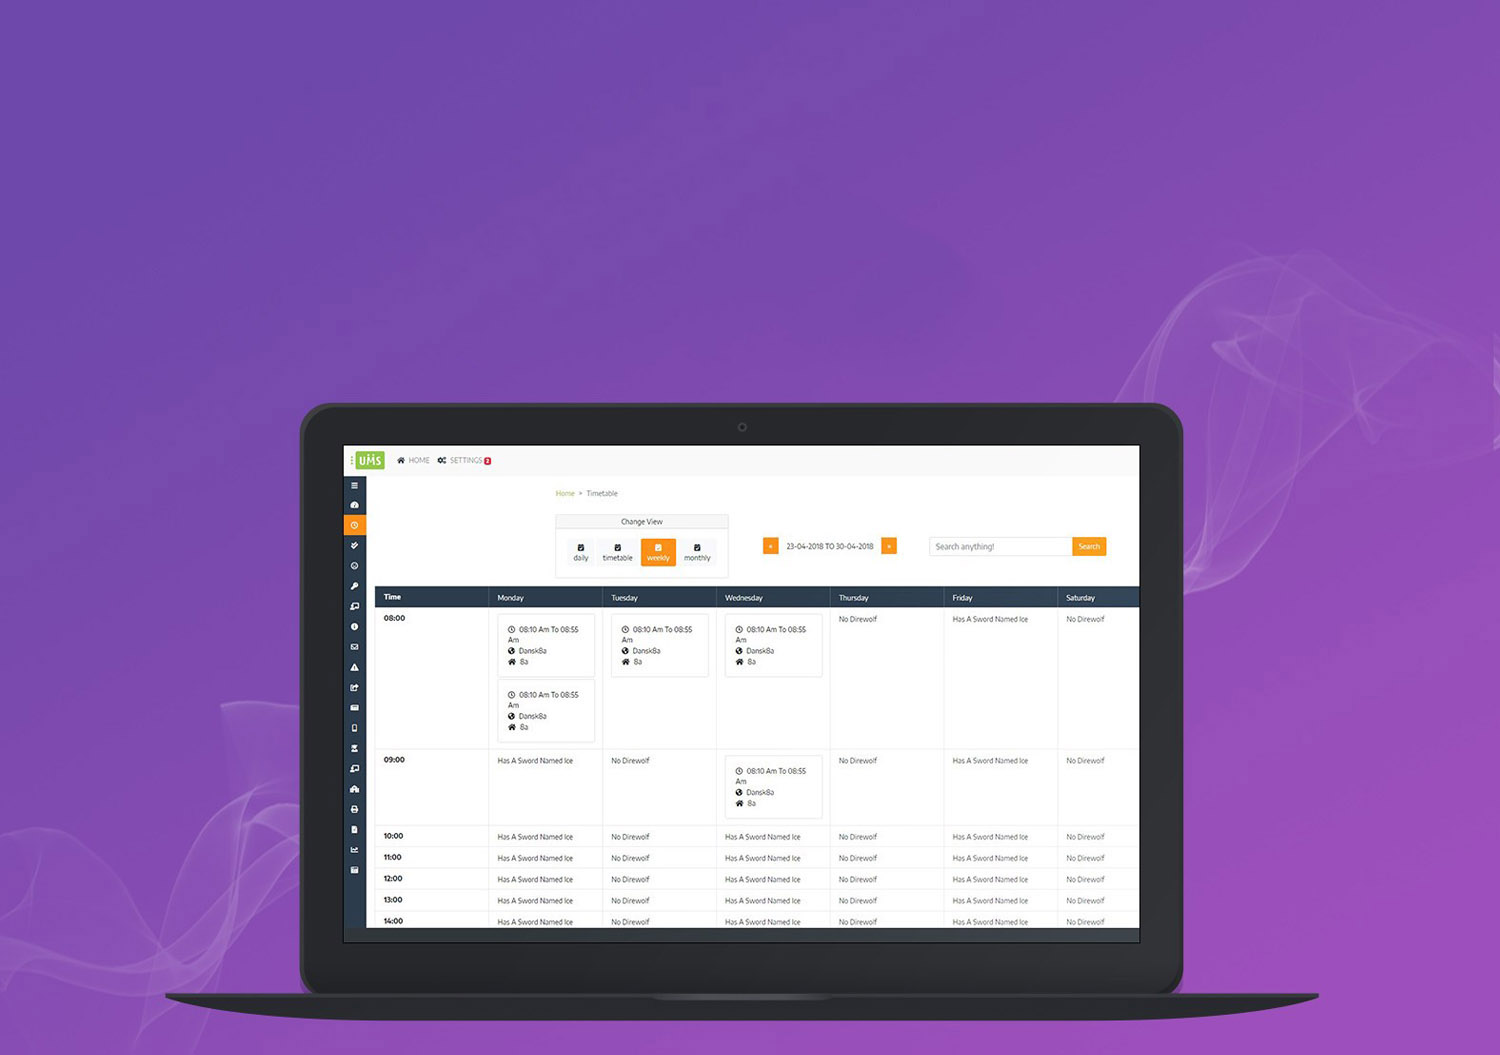 UMS
HOME
SETTINGS 2
Home » Timetable
Change View
daily
timetable
weekly
monthly
« 23-04-2018 TO 30-04-2018 »
Search anything!
Search
Time Monday Tuesday Wednesday Thursday Friday Saturday
08:00
08:10 Am To 08:55
Am
Dansk8a
8a
08:10 Am To 08:55
Am
Dansk8a
8a
08:10 Am To 08:55
Am
Dansk8a
8a
08:10 Am To 08:55
Am
Dansk8a
8a
No Direwolf
Has A Sword Named Ice
No Direwolf
09:00 Has A Sword Named Ice No Direwolf
08:10 Am To 08:55
Am
Dansk8a
8a
No Direwolf
Has A Sword Named Ice
No Direwolf
10:00 Has A Sword Named Ice No Direwolf Has A Sword Named Ice No Direwolf Has A Sword Named Ice No Direwolf
11:00 Has A Sword Named Ice No Direwolf Has A Sword Named Ice No Direwolf Has A Sword Named Ice No Direwolf
12:00 Has A Sword Named Ice No Direwolf Has A Sword Named Ice No Direwolf Has A Sword Named Ice No Direwolf
13:00 Has A Sword Named Ice No Direwolf Has A Sword Named Ice No Direwolf Has A Sword Named Ice No Direwolf
14:00 Has A Sword Named Ice No Direwolf Has A Sword Named Ice No Direwolf Has A Sword Named Ice No Direwolf